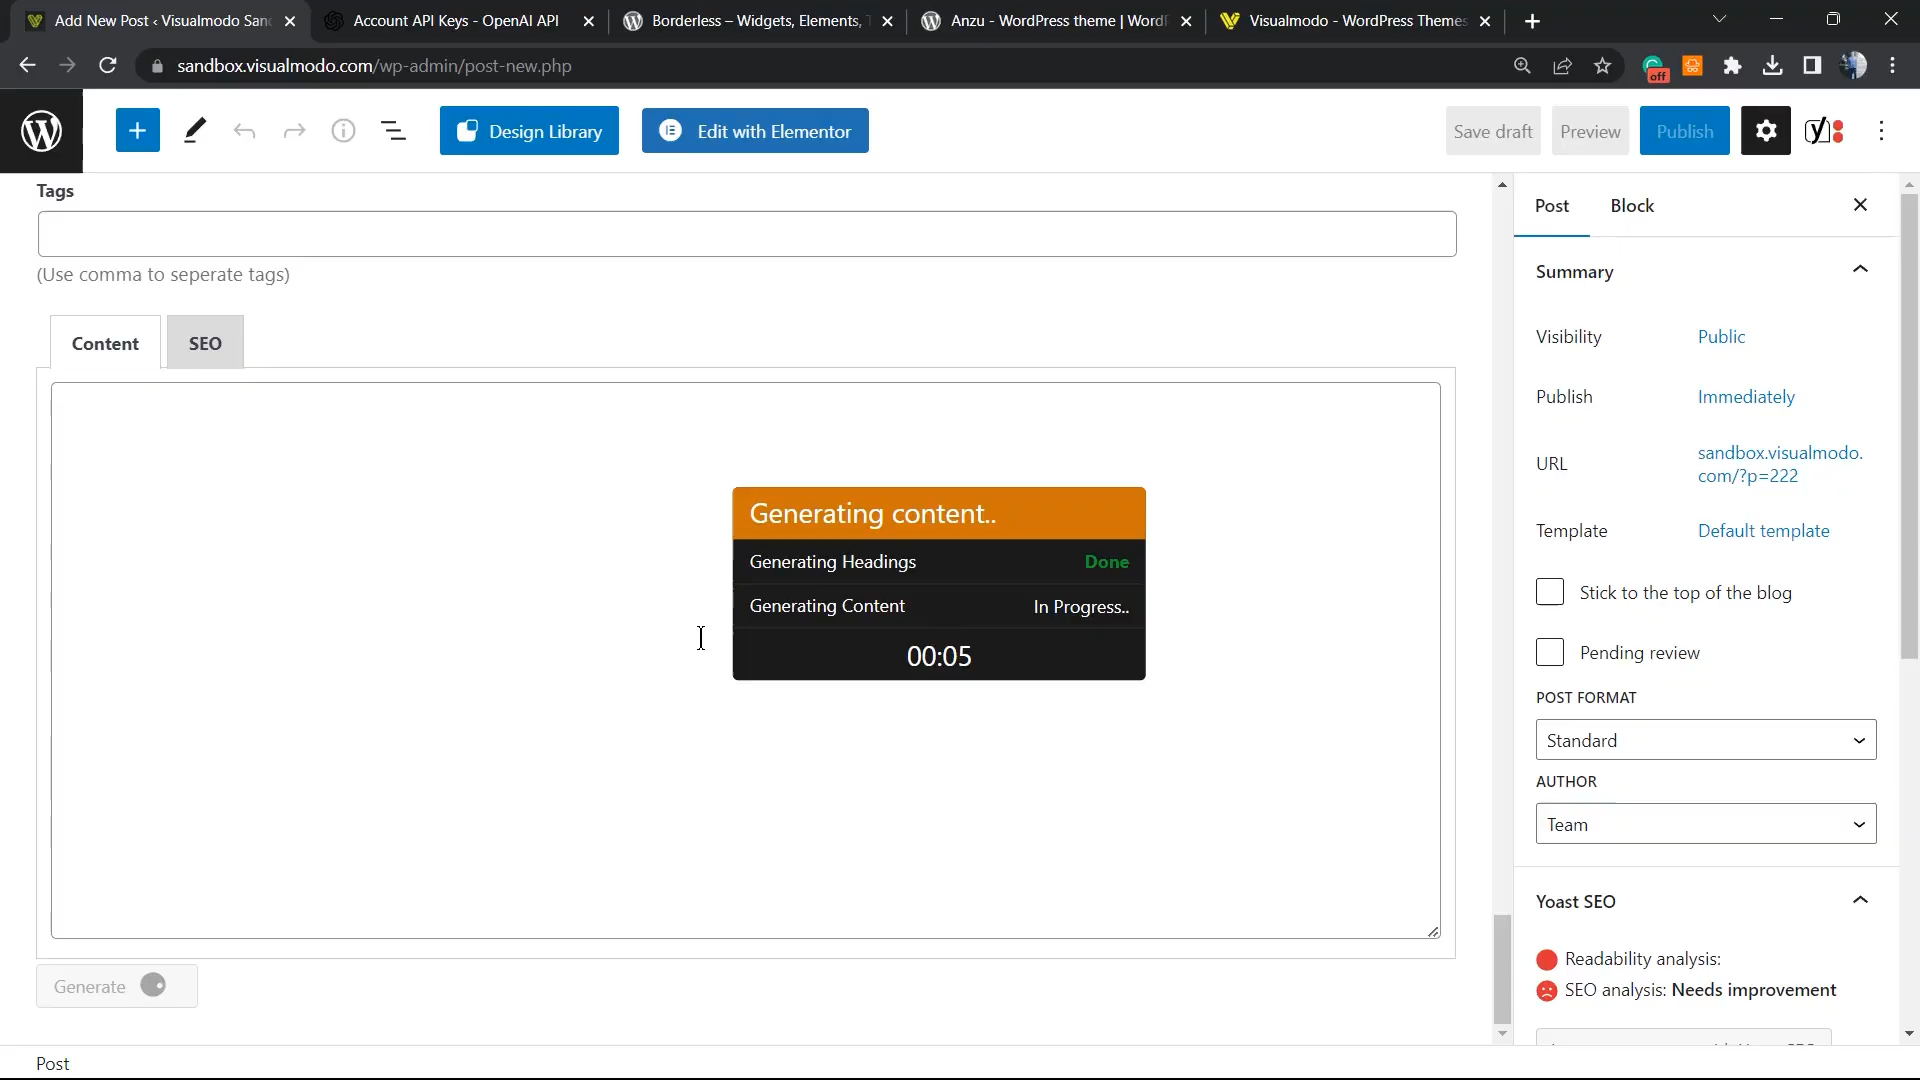 Add New Post ‹ Visualmodo San
Account API Keys - OpenAI API
Borderless – Widgets, Elements, T
Anzu - WordPress theme | WordP
Visualmodo - WordPress Themes
sandbox.visualmodo.com/wp-admin/post-new.php
off
Design Library
Edit with Elementor
Save draft
Preview
Publish
Tags
(Use comma to seperate tags)
Content
SEO
Generating content..
Generating Headings Done
Generating Content In Progress..
00:05
Generate
Post
Post
Block
Summary
Visibility Public
Publish Immediately
URL sandbox.visualmodo.
com/?p=222
Template Default template
Stick to the top of the blog
Pending review
POST FORMAT
Standard
AUTHOR
Team
Yoast SEO
Readability analysis:
SEO analysis: Needs improvement